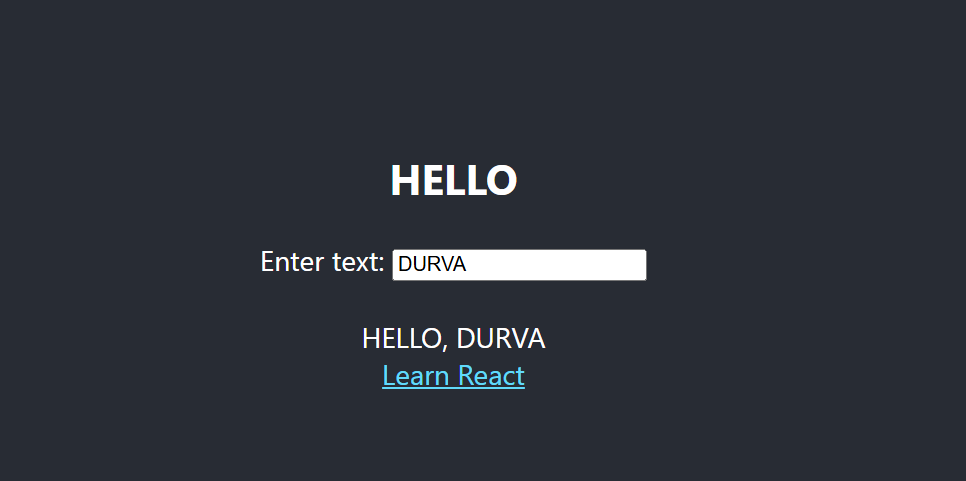 HELLO
Enter text: DURVA
HELLO, DURVA
Learn React